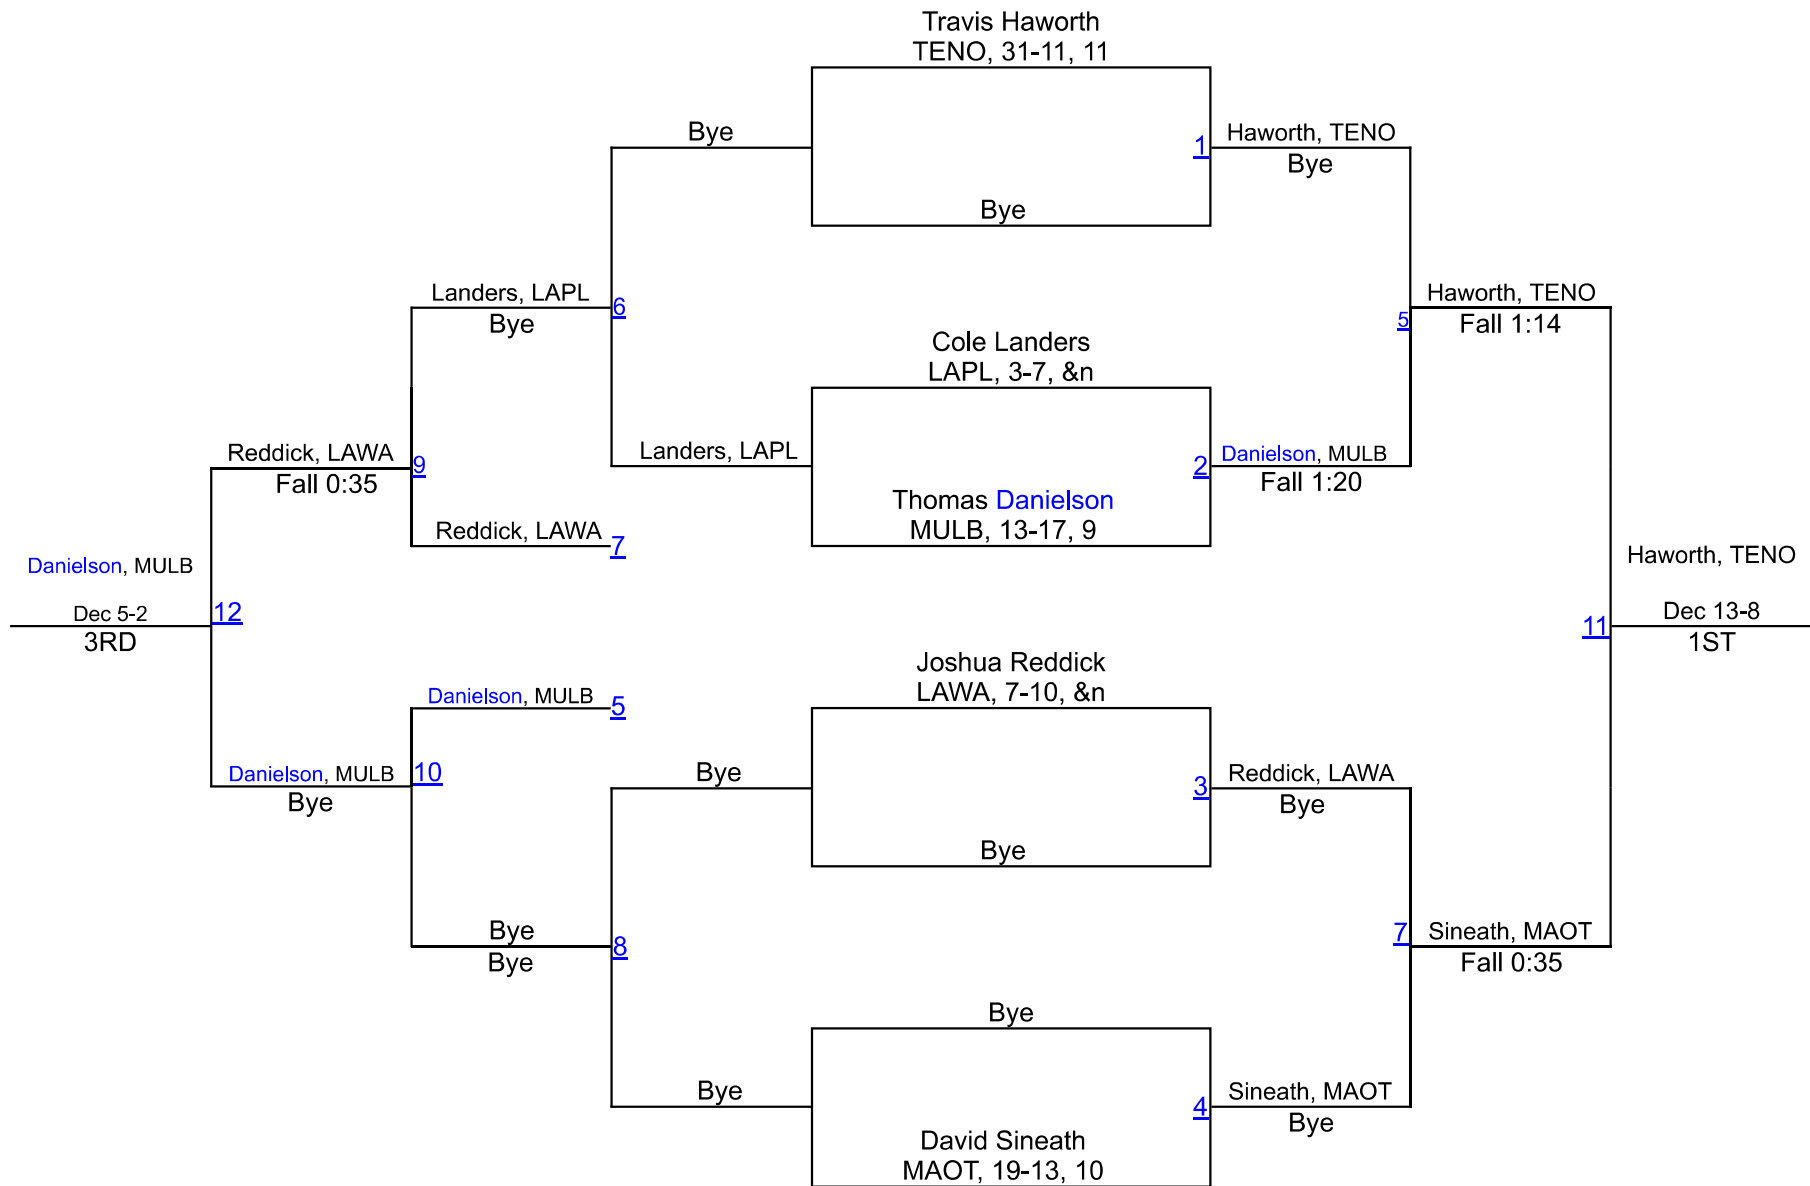 Travis Haworth
TENO, 31-11, 11
Bye
1
Haworth, TENO
Bye
Bye
Landers, LAPL
Bye
6
Haworth, TENO
Fall 1:14
5
Cole Landers
LAPL, 3-7, &n
Landers, LAPL
2
Danielson, MULB
Fall 1:20
Reddick, LAWA
Fall 0:35
9
Thomas Danielson
MULB, 13-17, 9
Reddick, LAWA
7
Danielson, MULB
Dec 5-2
3RD
12
Haworth, TENO
Dec 13-8
1ST
11
Joshua Reddick
LAWA, 7-10, &n
Danielson, MULB
5
Danielson, MULB
Bye
10
Bye
3
Reddick, LAWA
Bye
Bye
Bye
Bye
8
7
Sineath, MAOT
Fall 0:35
Bye
Bye
4
Sineath, MAOT
Bye
David Sineath
MAOT, 19-13, 10